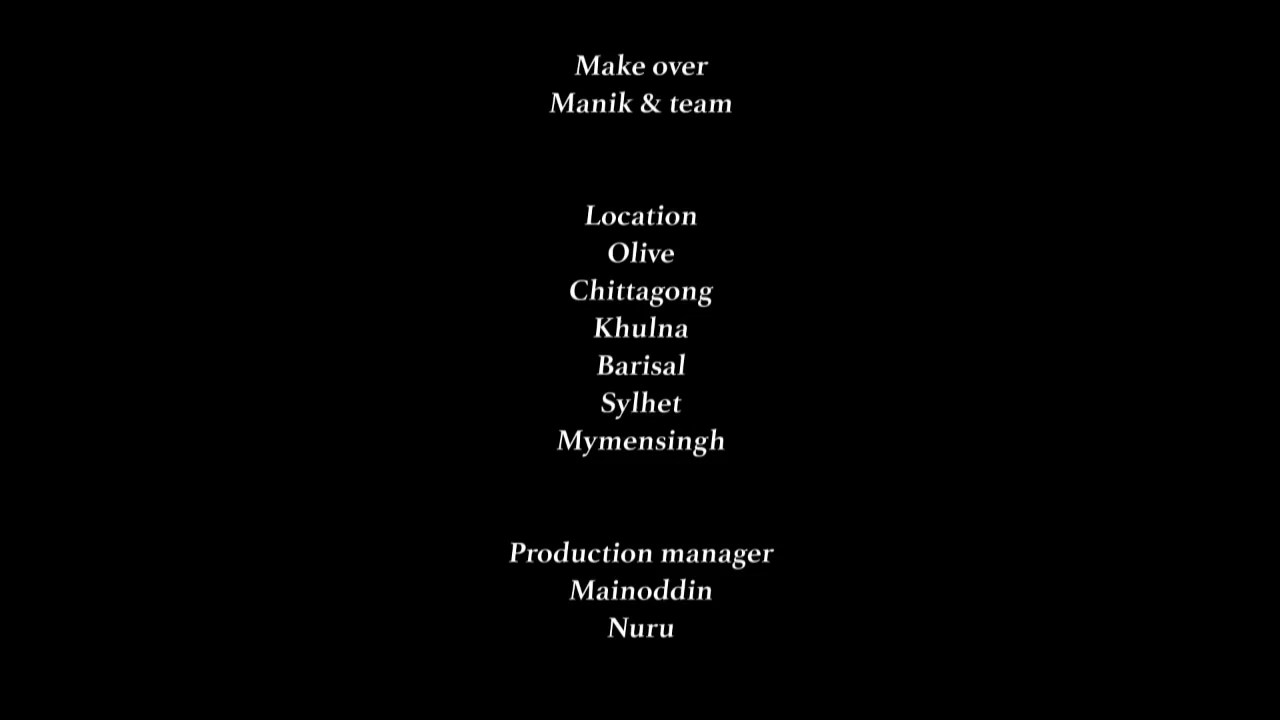 Make over
Manik & team
Location
Olive
Chittagong
Khulna
Barisal
Sylhet
Mymensingh
Production manager
Mainoddin
Nuru